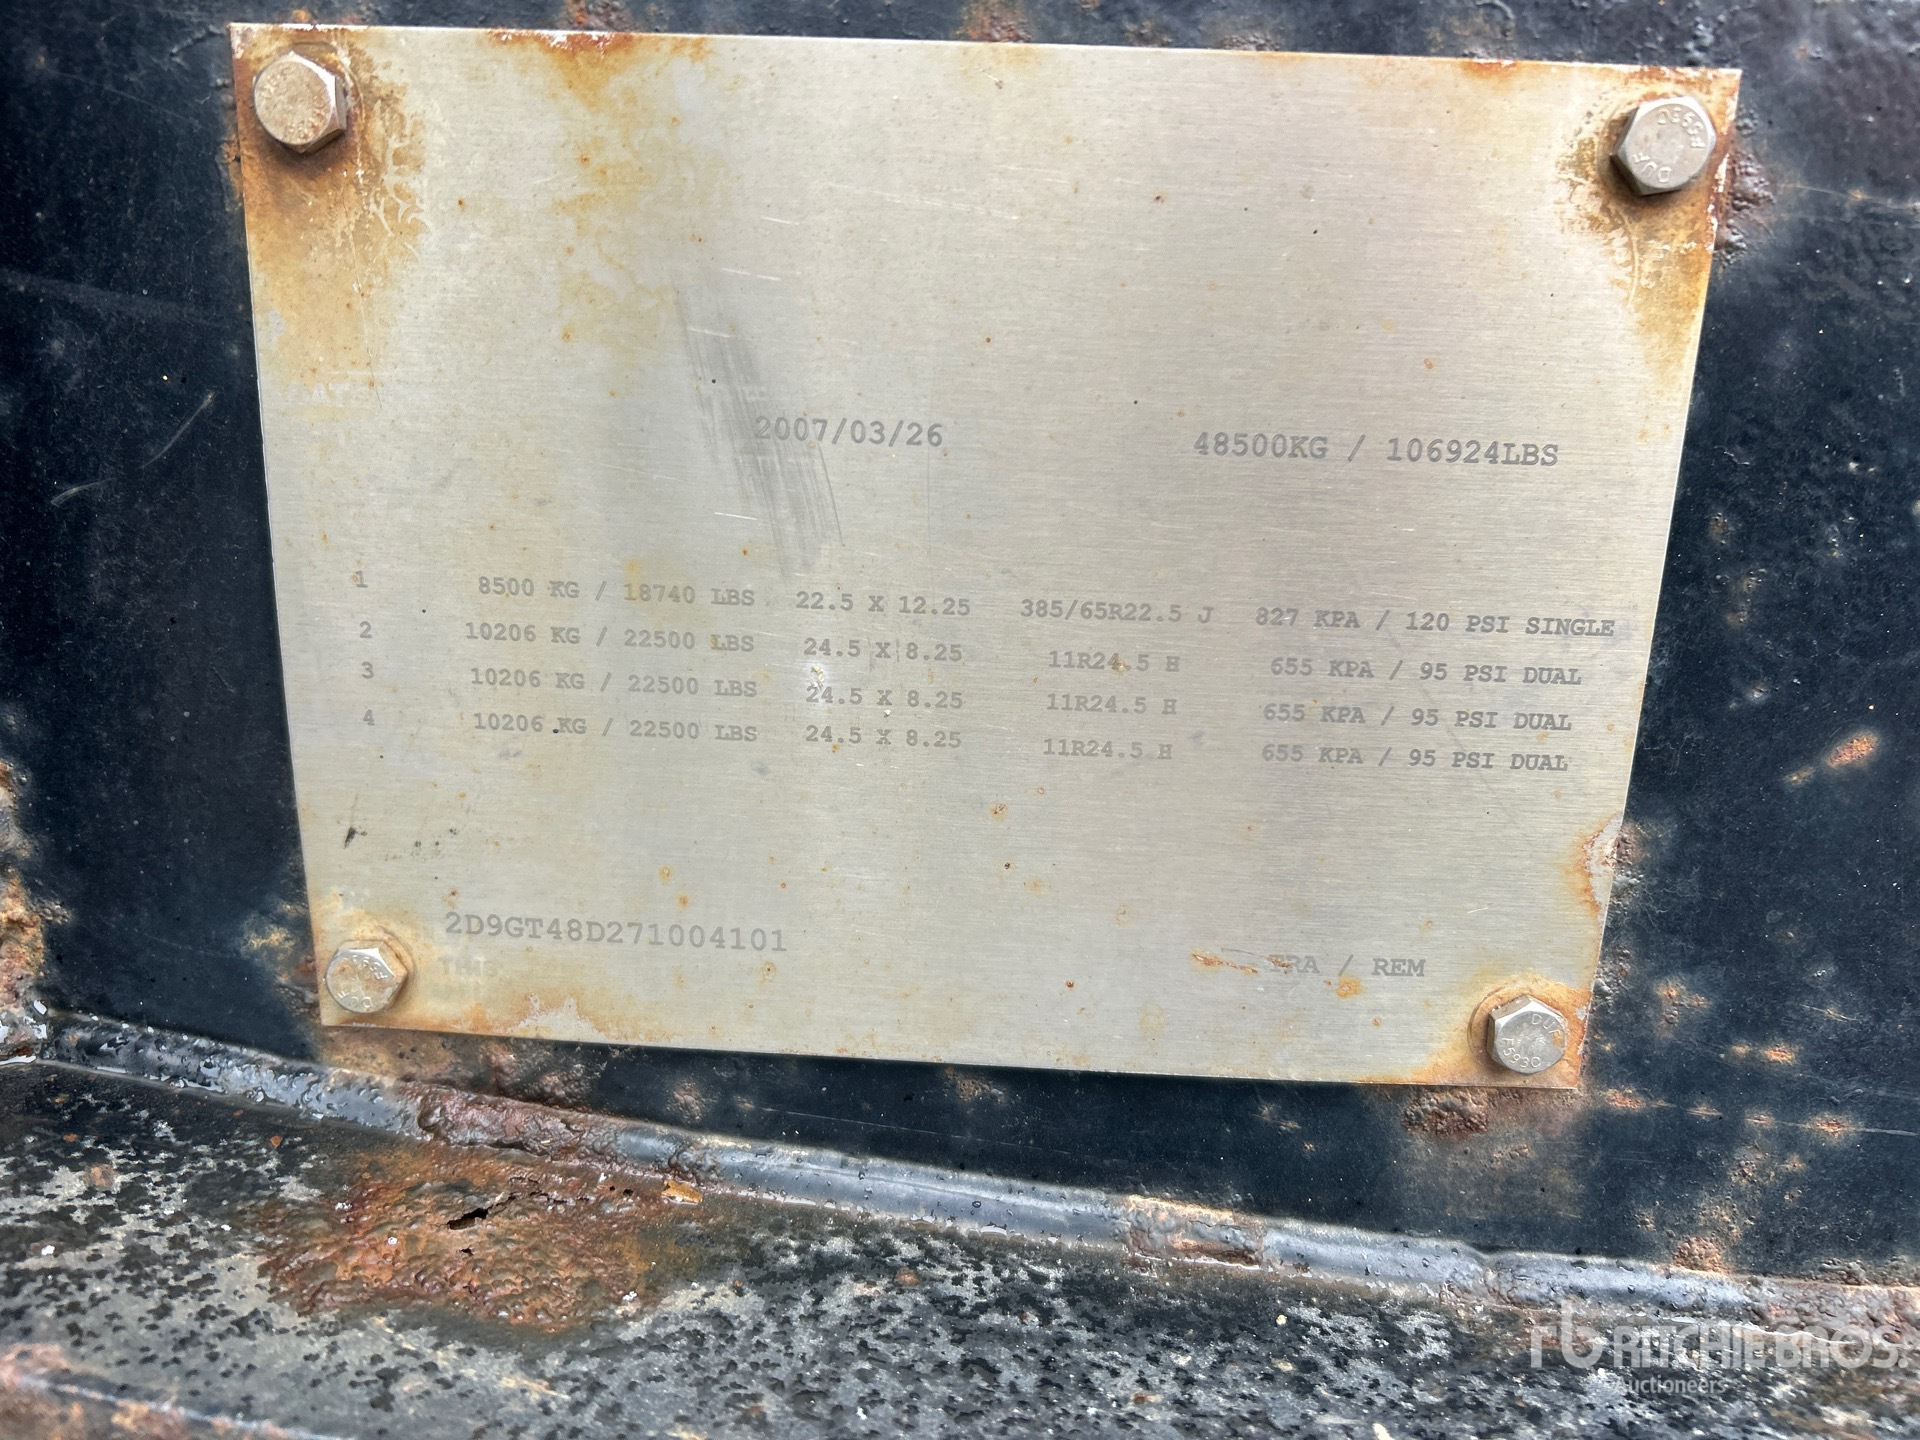 2007/03/26 48500KG / 106924LBS
1 8500 KG / 18740 LBS 22.5 X 12.25 385/65R22.5 J 827 KPA / 120 PSI SINGLE
2 10206 KG / 22500 LBS 24.5 X 8.25 11R24.5 H 655 KPA / 95 PSI DUAL
3 10206 KG / 22500 LBS 24.5 X 8.25 11R24.5 H 655 KPA / 95 PSI DUAL
4 10206 KG / 22500 LBS 24.5 X 8.25 11R24.5 H 655 KPA / 95 PSI DUAL
2D9GT48D271004101
TRA / REM
rb RITCHIE BROS.
Auctioneers